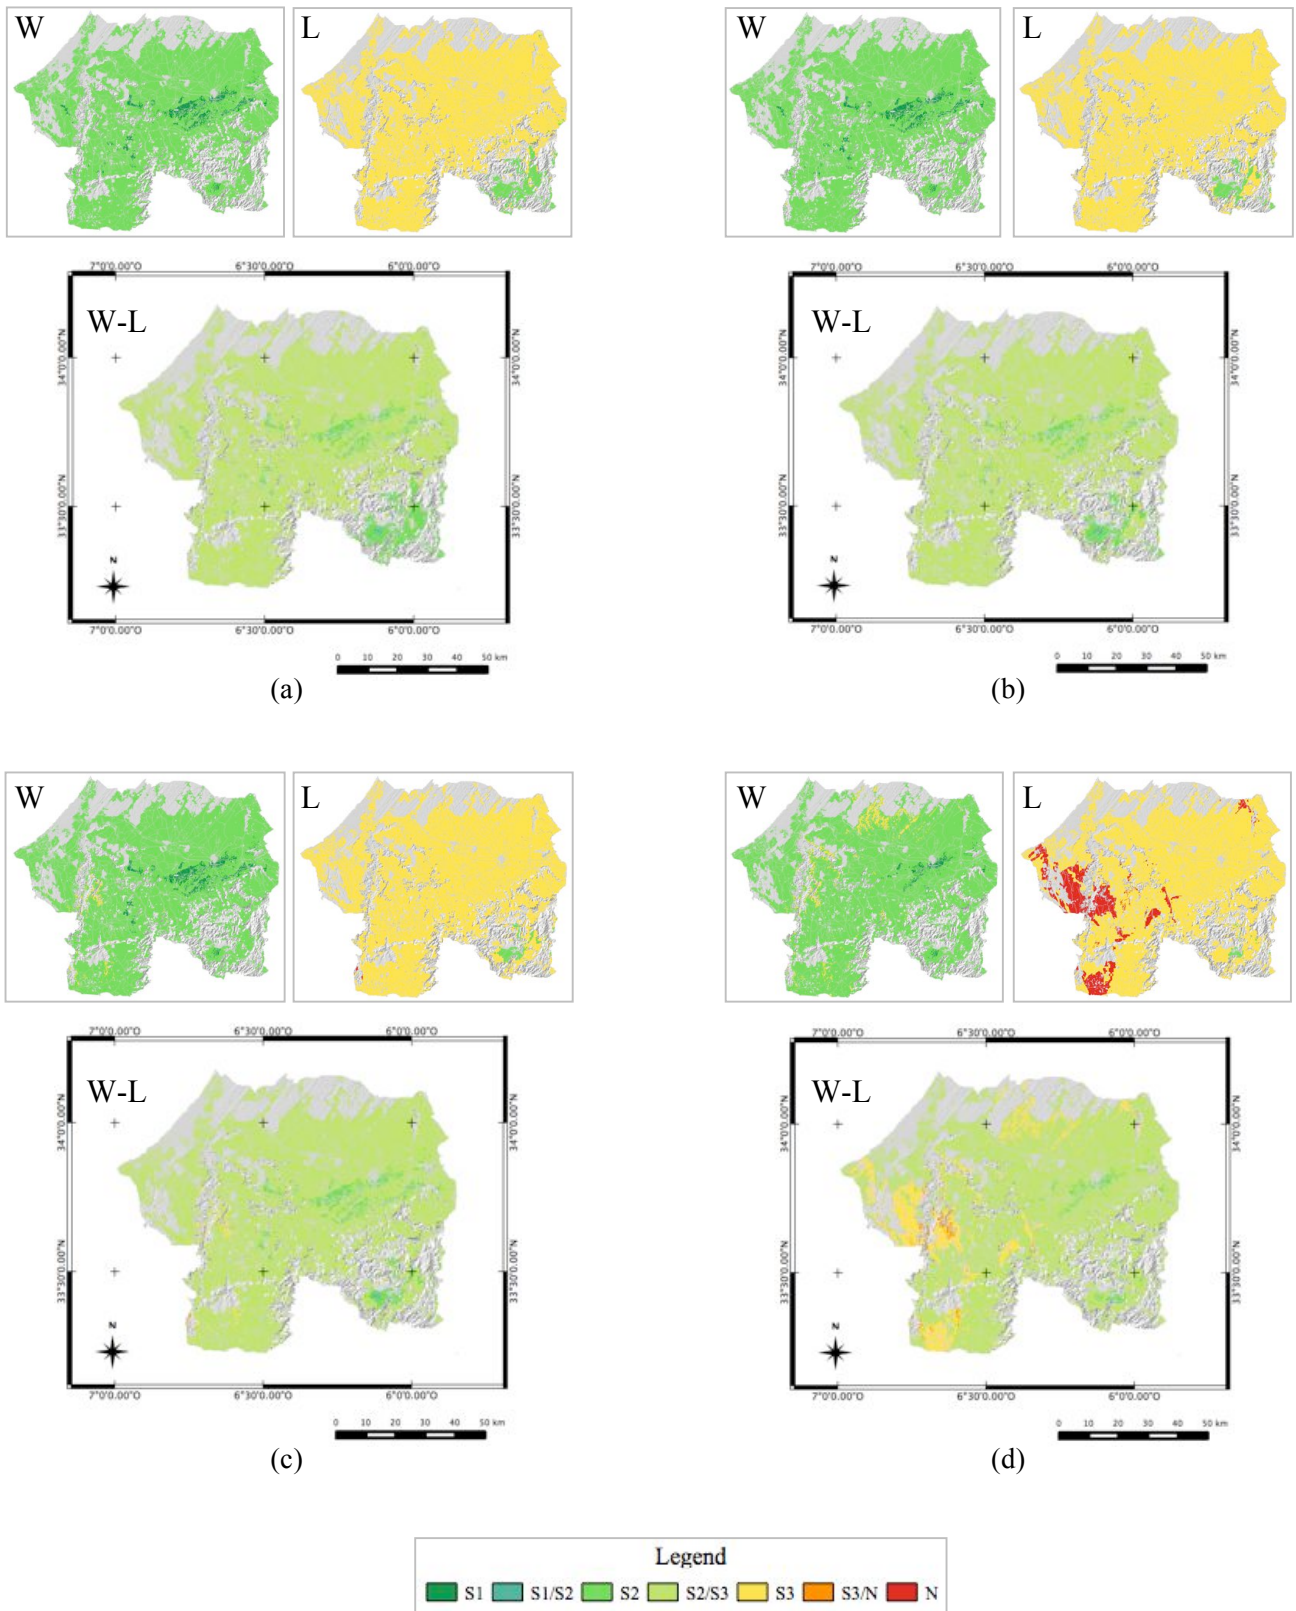 W L W L
7°0'0.00"O 6°30'0.00"O 6°0'0.00"O 7°0'0.00"O 6°30'0.00"O 6°0'0.00"O
W-L W-L
34°0'0.00"N 34°0'0.00"N 34°0'0.00"N 34°0'0.00"N
33°30'0.00"N 33°30'0.00"N 33°30'0.00"N 33°30'0.00"N
N N
7°0'0.00"O 6°30'0.00"O 6°0'0.00"O 7°0'0.00"O 6°30'0.00"O 6°0'0.00"O
0 10 20 30 40 50 km 0 10 20 30 40 50 km
(a) (b)
W L W L
7°0'0.00"O 6°30'0.00"O 6°0'0.00"O 7°0'0.00"O 6°30'0.00"O 6°0'0.00"O
W-L W-L
34°0'0.00"N 34°0'0.00"N 34°0'0.00"N 34°0'0.00"N
33°30'0.00"N 33°30'0.00"N 33°30'0.00"N 33°30'0.00"N
N N
7°0'0.00"O 6°30'0.00"O 6°0'0.00"O 7°0'0.00"O 6°30'0.00"O 6°0'0.00"O
0 10 20 30 40 50 km 0 10 20 30 40 50 km
(c) (d)
Legend
S1 S1/S2 S2 S2/S3 S3 S3/N N